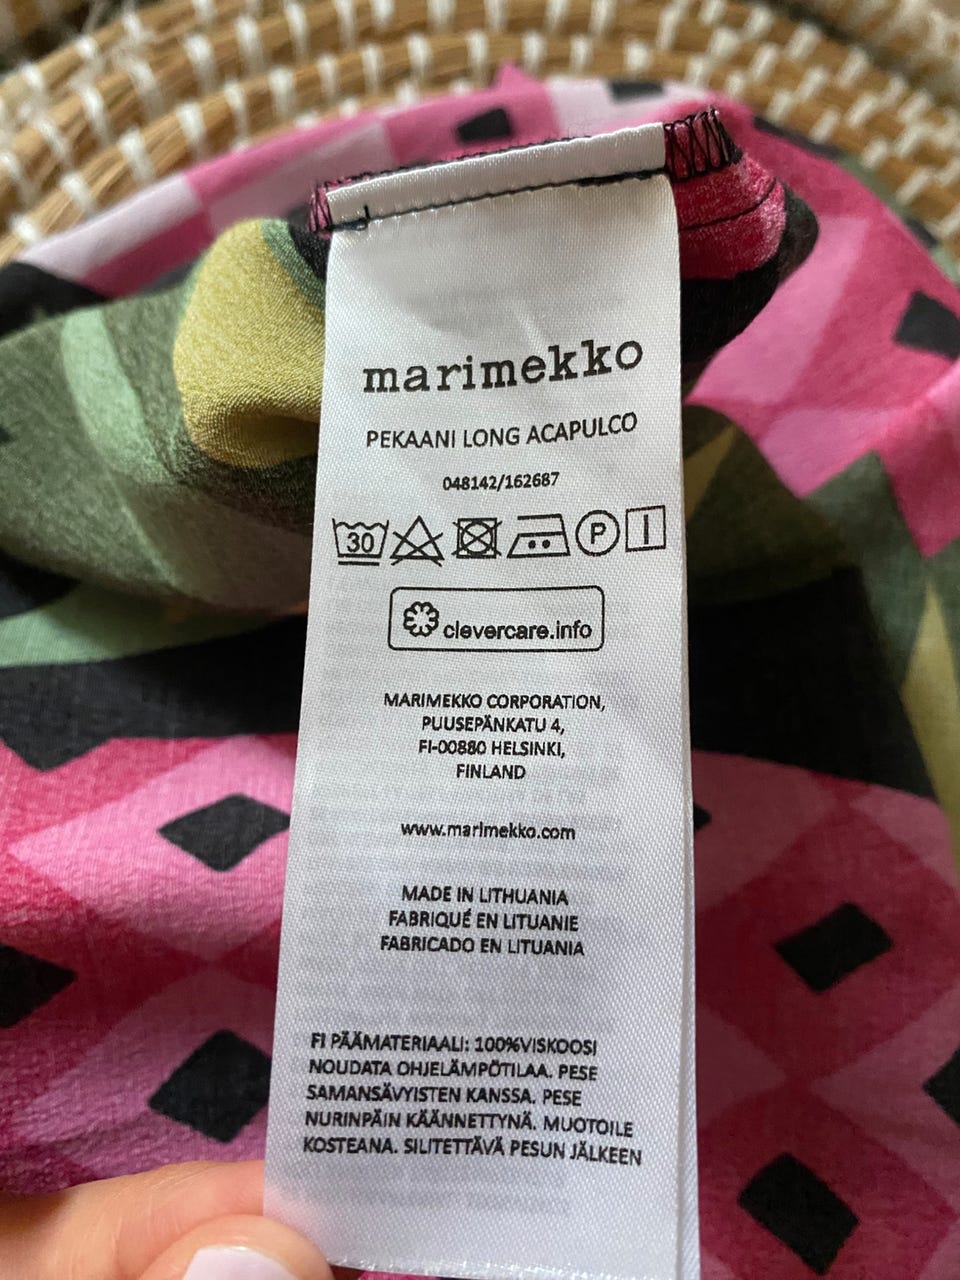 marimekko
PEKAANI LONG ACAPULCO
048142/162687
30 P
clevercare.info
MARIMEKKO CORPORATION,
PUUSEPÄNKATU 4,
FI-00880 HELSINKI,
FINLAND
www.marimekko.com
MADE IN LITHUANIA
FABRIQUÉ EN LITUANIE
FABRICADO EN LITUANIA
FI PÄÄMATERIAALI: 100%VISKOOSI
NOUDATA OHJELÄMPÖTILAA. PESE
SAMANSÄVYISTEN KANSSA. PESE
NURINPÄIN KÄÄNNETTYNÄ. MUOTOILE
KOSTEANA. SILITETTÄVÄ PESUN JÄLKEEN